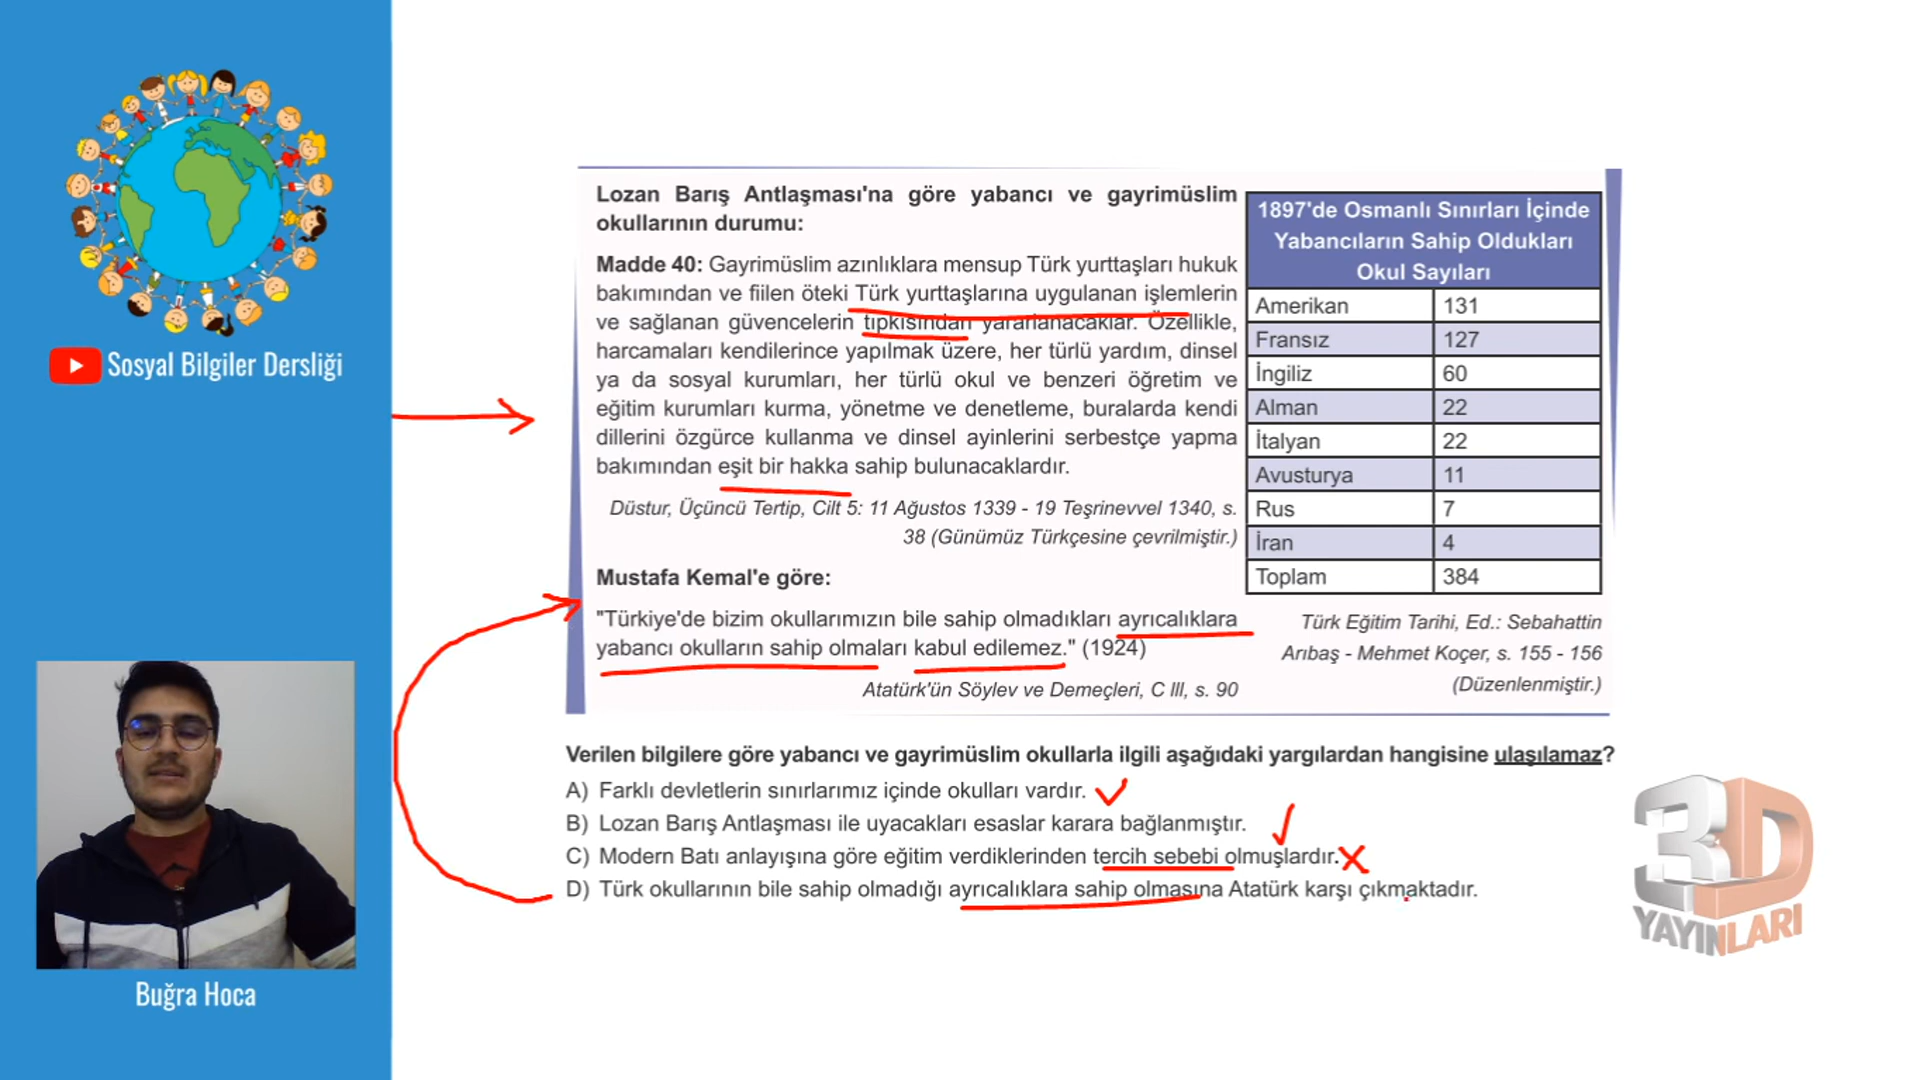 Sosyal Bilgiler Dersliği
Buğra Hoca
Lozan Barış Antlaşması'na göre yabancı ve gayrimüslim
okullarının durumu:
Madde 40: Gayrimüslim azınlıklara mensup Türk yurttaşları hukuk
bakımından ve fiilen öteki Türk yurttaşlarına uygulanan işlemlerin
ve sağlanan güvencelerin tıpkısından yararlanacaklar. Özellikle,
harcamaları kendilerince yapılmak üzere, her türlü yardım, dinsel
ya da sosyal kurumları, her türlü okul ve benzeri öğretim ve
eğitim kurumları kurma, yönetme ve denetleme, buralarda kendi
dillerini özgürce kullanma ve dinsel ayinlerini serbestçe yapma
bakımından eşit bir hakka sahip bulunacaklardır.
Düstur, Üçüncü Tertip, Cilt 5: 11 Ağustos 1339 - 19 Teşrinevvel 1340, s.
38 (Günümüz Türkçesine çevrilmiştir.)
Mustafa Kemal'e göre:
"Türkiye'de bizim okullarımızın bile sahip olmadıkları ayrıcalıklara
yabancı okulların sahip olmaları kabul edilemez." (1924)
Atatürk'ün Söylev ve Demeçleri, C III, s. 90
1897'de Osmanlı Sınırları İçinde
Yabancıların Sahip Oldukları
Okul Sayıları
Amerikan 131
Fransız 127
İngiliz 60
Alman 22
İtalyan 22
Avusturya 11
Rus 7
İran 4
Toplam 384
Türk Eğitim Tarihi, Ed.: Sebahattin
Arıbaş - Mehmet Koçer, s. 155 - 156
(Düzenlenmiştir.)
Verilen bilgilere göre yabancı ve gayrimüslim okullarla ilgili aşağıdaki yargılardan hangisine ulaşılamaz?
A) Farklı devletlerin sınırlarımız içinde okulları vardır.
B) Lozan Barış Antlaşması ile uyacakları esaslar karara bağlanmıştır.
C) Modern Batı anlayışına göre eğitim verdiklerinden tercih sebebi olmuşlardır.
D) Türk okullarının bile sahip olmadığı ayrıcalıklara sahip olmasına Atatürk karşı çıkmaktadır.
3D
YAYINLARI